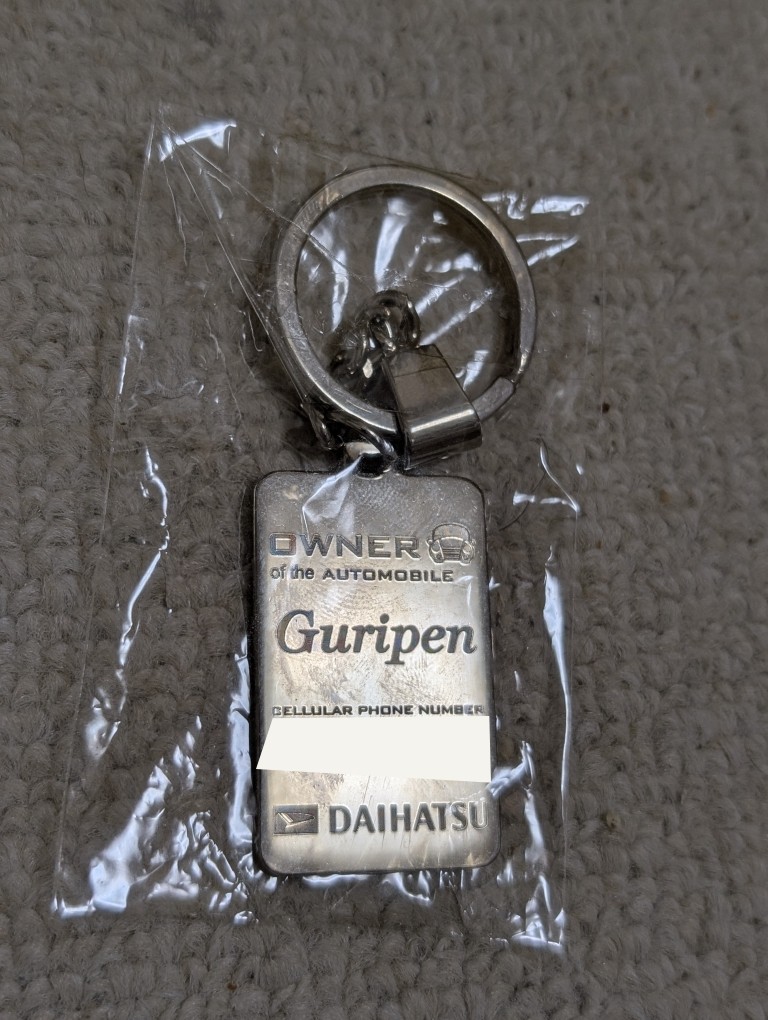 OWNER
of the AUTOMOBILE
Guripen
CELLULAR PHONE NUMBER
DAIHATSU